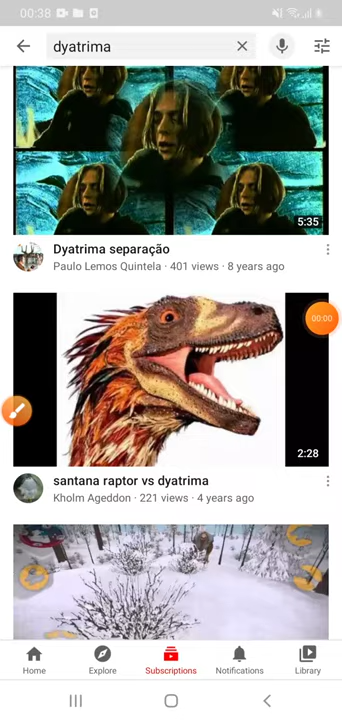 00:38
dyatrima
5:35
Dyatrima separação
Paulo Lemos Quintela · 401 views · 8 years ago
00:00
2:28
santana raptor vs dyatrima
Kholm Ageddon · 221 views · 4 years ago
Home Explore Subscriptions Notifications Library